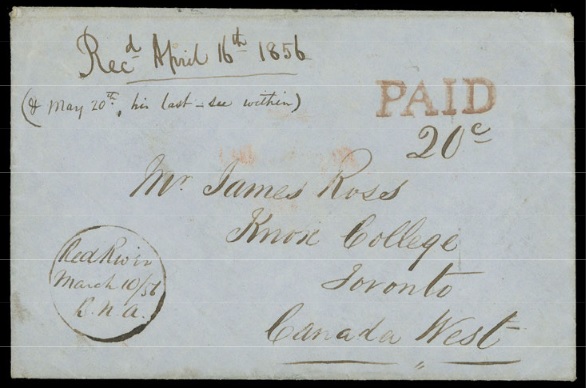 Recd April 16th 1856
(& May 20th, his last – see within)
PAID
20c
Mr. James Ross
Knox College
Toronto
Canada West
Red River
March 10/56
B.N.A.